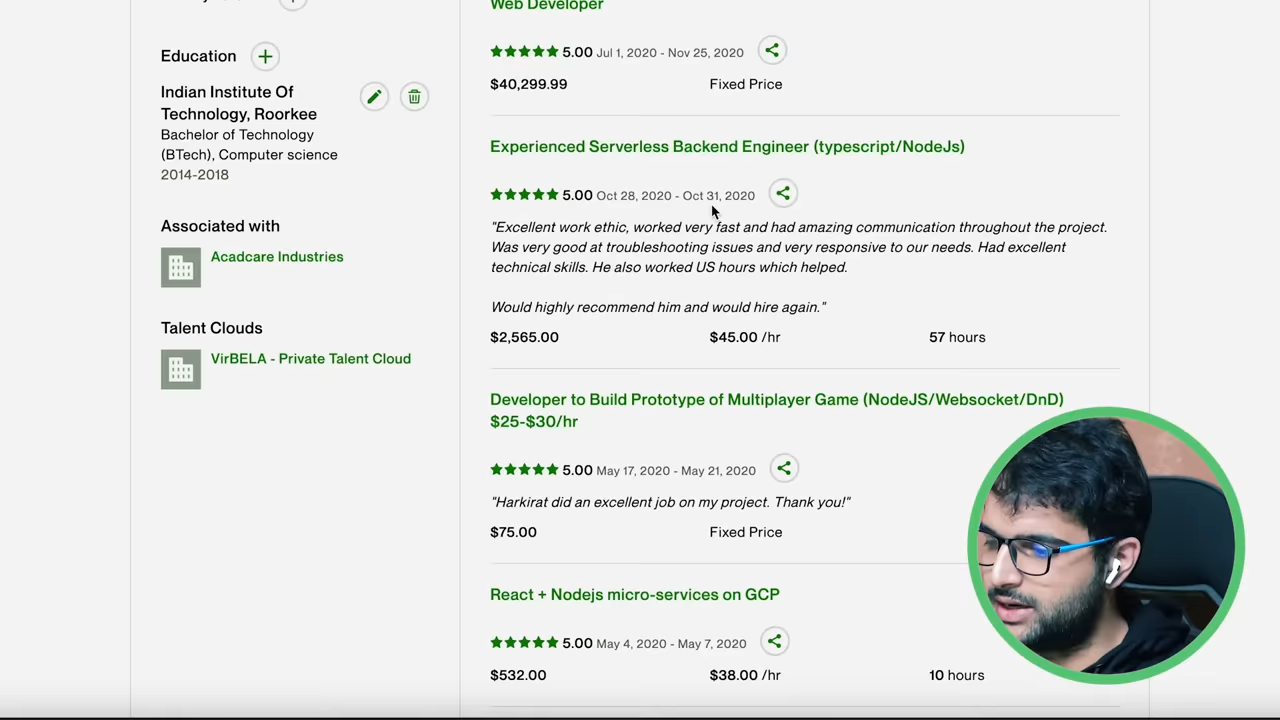 Web Developer
5.00 Jul 1, 2020 - Nov 25, 2020
$40,299.99 Fixed Price
Education
Indian Institute Of
Technology, Roorkee
Bachelor of Technology
(BTech), Computer science
2014-2018
Associated with
Acadcare Industries
Talent Clouds
VirBELA - Private Talent Cloud
Experienced Serverless Backend Engineer (typescript/NodeJs)
5.00 Oct 28, 2020 - Oct 31, 2020
"Excellent work ethic, worked very fast and had amazing communication throughout the project.
Was very good at troubleshooting issues and very responsive to our needs. Had excellent
technical skills. He also worked US hours which helped.
Would highly recommend him and would hire again."
$2,565.00 $45.00 /hr 57 hours
Developer to Build Prototype of Multiplayer Game (NodeJS/Websocket/DnD)
$25-$30/hr
5.00 May 17, 2020 - May 21, 2020
"Harkirat did an excellent job on my project. Thank you!"
$75.00 Fixed Price
React + Nodejs micro-services on GCP
5.00 May 4, 2020 - May 7, 2020
$532.00 $38.00 /hr 10 hours